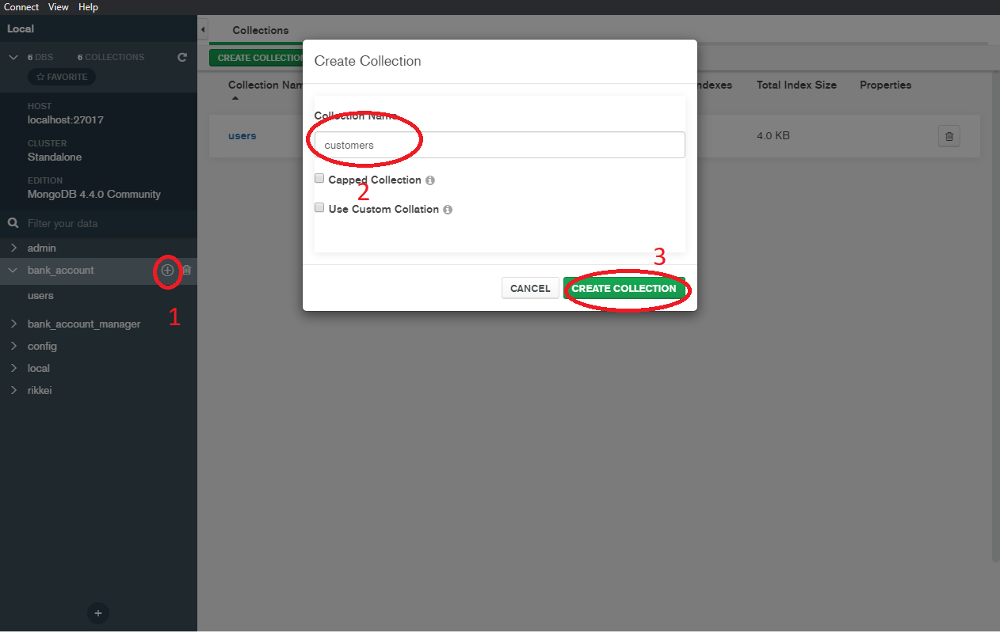 Connect View Help
Local
6 DBS 6 COLLECTIONS
FAVORITE
HOST
localhost:27017
CLUSTER
Standalone
EDITION
MongoDB 4.4.0 Community
Filter your data
admin
bank_account
users
1
bank_account_manager
config
local
rikkei
+
Collections
CREATE COLLECTION
Collection Nam
ndexes
Total Index Size
Properties
users
4.0 KB
Create Collection
Collection Name
customers
Capped Collection
2
Use Custom Collation
3
CANCEL
CREATE COLLECTION